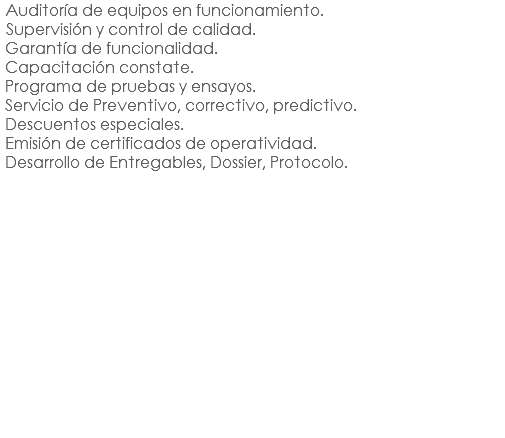 Auditoría de equipos en funcionamiento.
Supervisión y control de calidad.
Garantía de funcionalidad.
Capacitación constate.
Programa de pruebas y ensayos.
Servicio de Preventivo, correctivo, predictivo.
Descuentos especiales.
Emisión de certificados de operatividad.
Desarrollo de Entregables, Dossier, Protocolo.